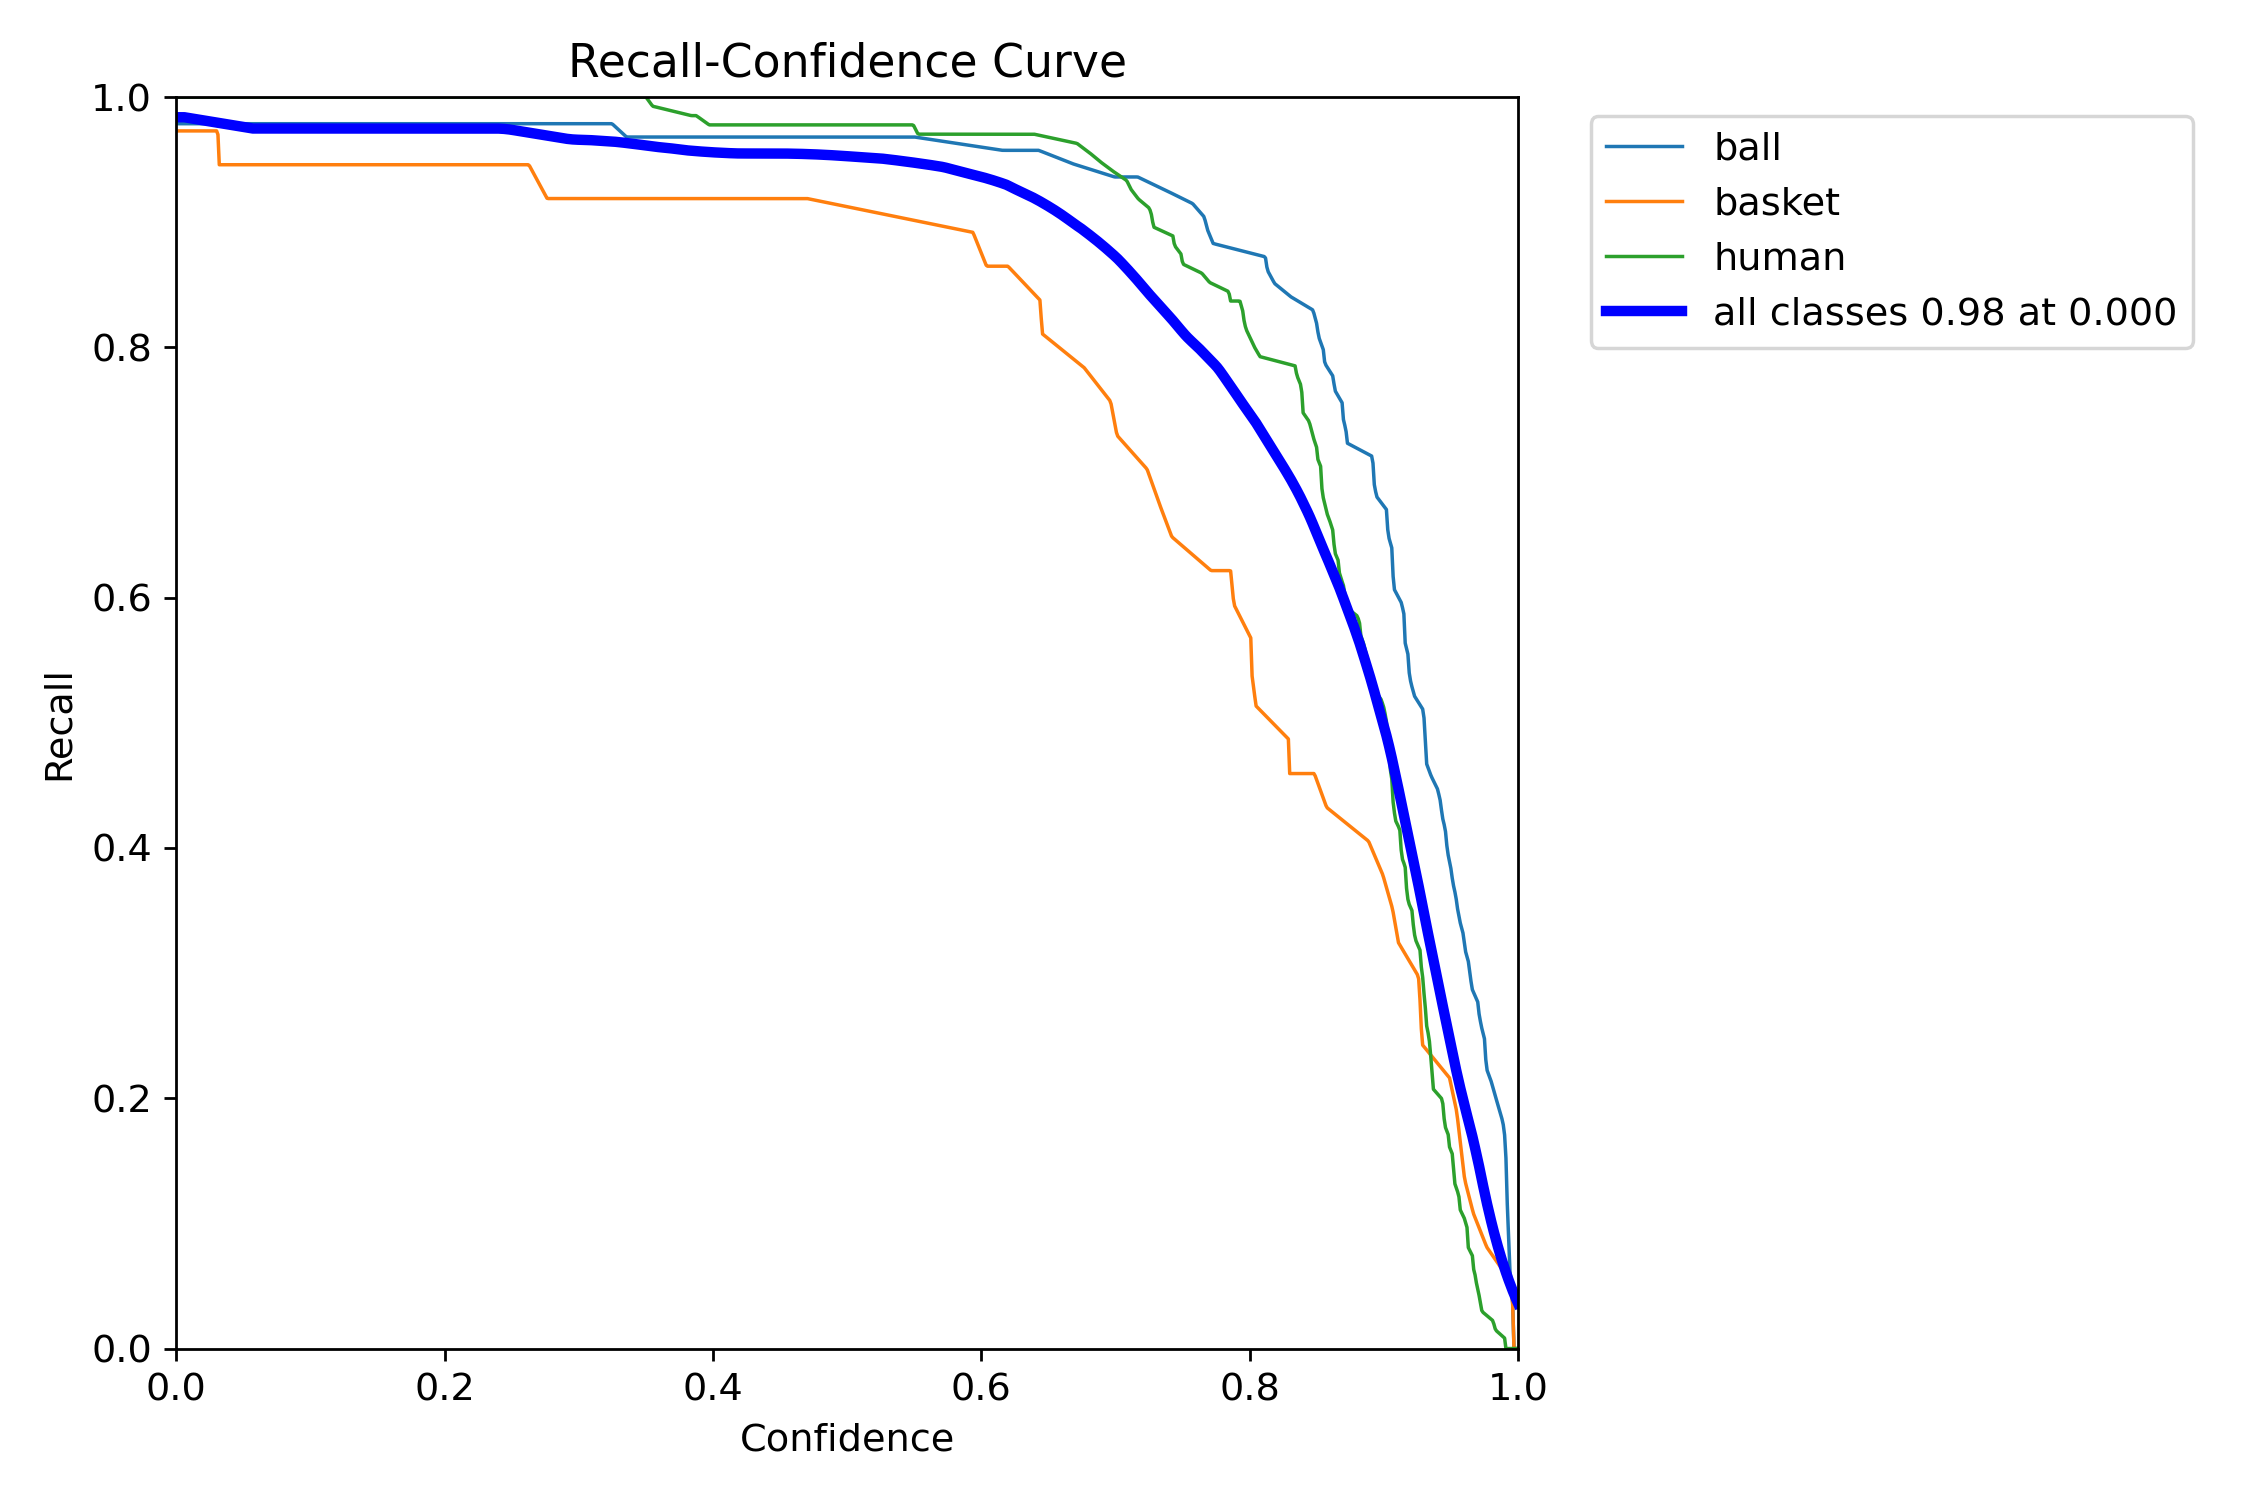 Recall-Confidence Curve
1.0
0.8
0.6
0.4
0.2
0.0
Recall
0.0 0.2 0.4 0.6 0.8 1.0
Confidence
ball
basket
human
all classes 0.98 at 0.000